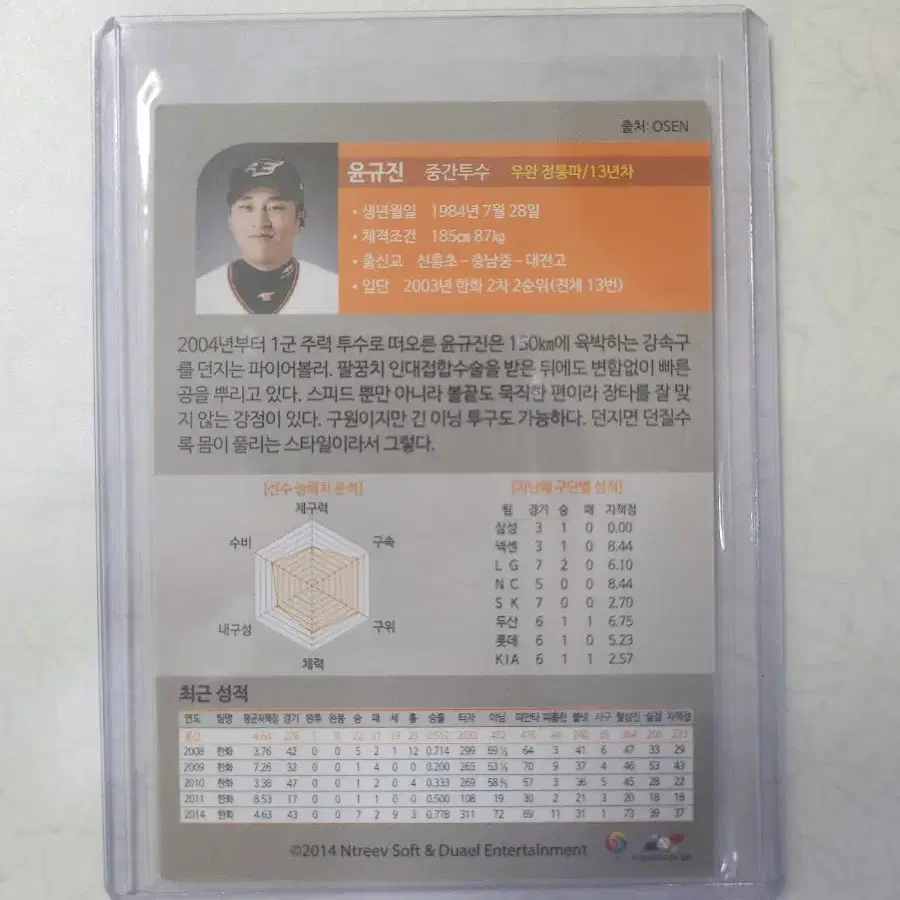 출처: OSEN
윤규진 중간투수 우완 정통파/13년차
• 생년월일 1984년 7월 28일
• 체격조건 185cm 87kg
• 출신교 신흥초 – 충남중 – 대전고
• 입단 2003년 한화 2차 2순위(전체 13번)
2004년부터 1군 주력 투수로 떠오른 윤규진은 150km에 육박하는 강속구
를 던지는 파이어볼러. 팔꿈치 인대접합수술을 받은 뒤에도 변함없이 빠른
공을 뿌리고 있다. 스피드 뿐만 아니라 볼끝도 묵직한 편이라 장타를 잘 맞
지 않는 강점이 있다. 구원이지만 긴 이닝 투구도 가능하다. 던지면 던질수
록 몸이 풀리는 스타일이라서 그렇다.
[선수 능력치 분석]
제구력
수비 구속
내구성 구위
체력
[지난해 구단별 성적]
팀 경기 승 패 자책점
삼성 3 1 0 0.00
넥센 3 1 0 8.44
L G 7 2 0 6.10
N C 5 0 0 8.44
S K 7 0 0 2.70
두산 6 1 1 6.75
롯데 6 1 0 5.23
KIA 6 1 1 2.57
최근 성적
연도 팀명 평균자책점 경기 완투 완봉 승 패 세 홀 승률 타자 이닝 피안타 피홈런 볼넷 사구 탈삼진 실점 자책점
통산 4.64
2008 한화 3.76 42 0 0 5 2 1 12 0.714 299 69 ⅓ 64 3 41 6 47 33 29
2009 한화 7.26 32 0 0 1 4 0 0 0.200 265 53 ⅓ 70 9 37 4 46 53 43
2010 한화 3.38 47 0 0 1 2 0 4 0.333 269 58 ⅔ 57 3 36 5 45 28 22
2011 한화 8.53 17 0 0 1 1 0 0 0.500 108 19 30 2 21 3 20 18 18
2014 한화 4.63 43 0 0 7 2 9 3 0.778 311 72 69 11 31 1 73 39 37
©2014 Ntreev Soft & Duael Entertainment